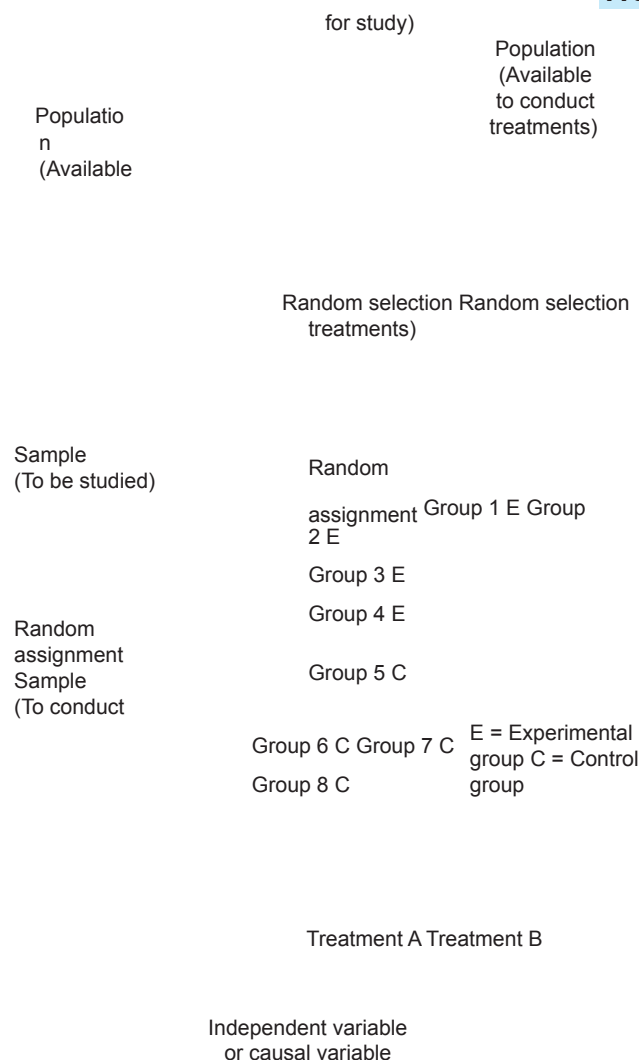 for study)
Population
(Available
to conduct
treatments)
Populatio
n
(Available
Random selection Random selection
treatments)
Sample
(To be studied)
Random
assignment Group 1 E Group
2 E
Group 3 E
Group 4 E
Random
assignment
Sample
(To conduct
Group 5 C
Group 6 C Group 7 C
Group 8 C
E = Experimental
group C = Control
group
Treatment A Treatment B
Independent variable
or causal variable